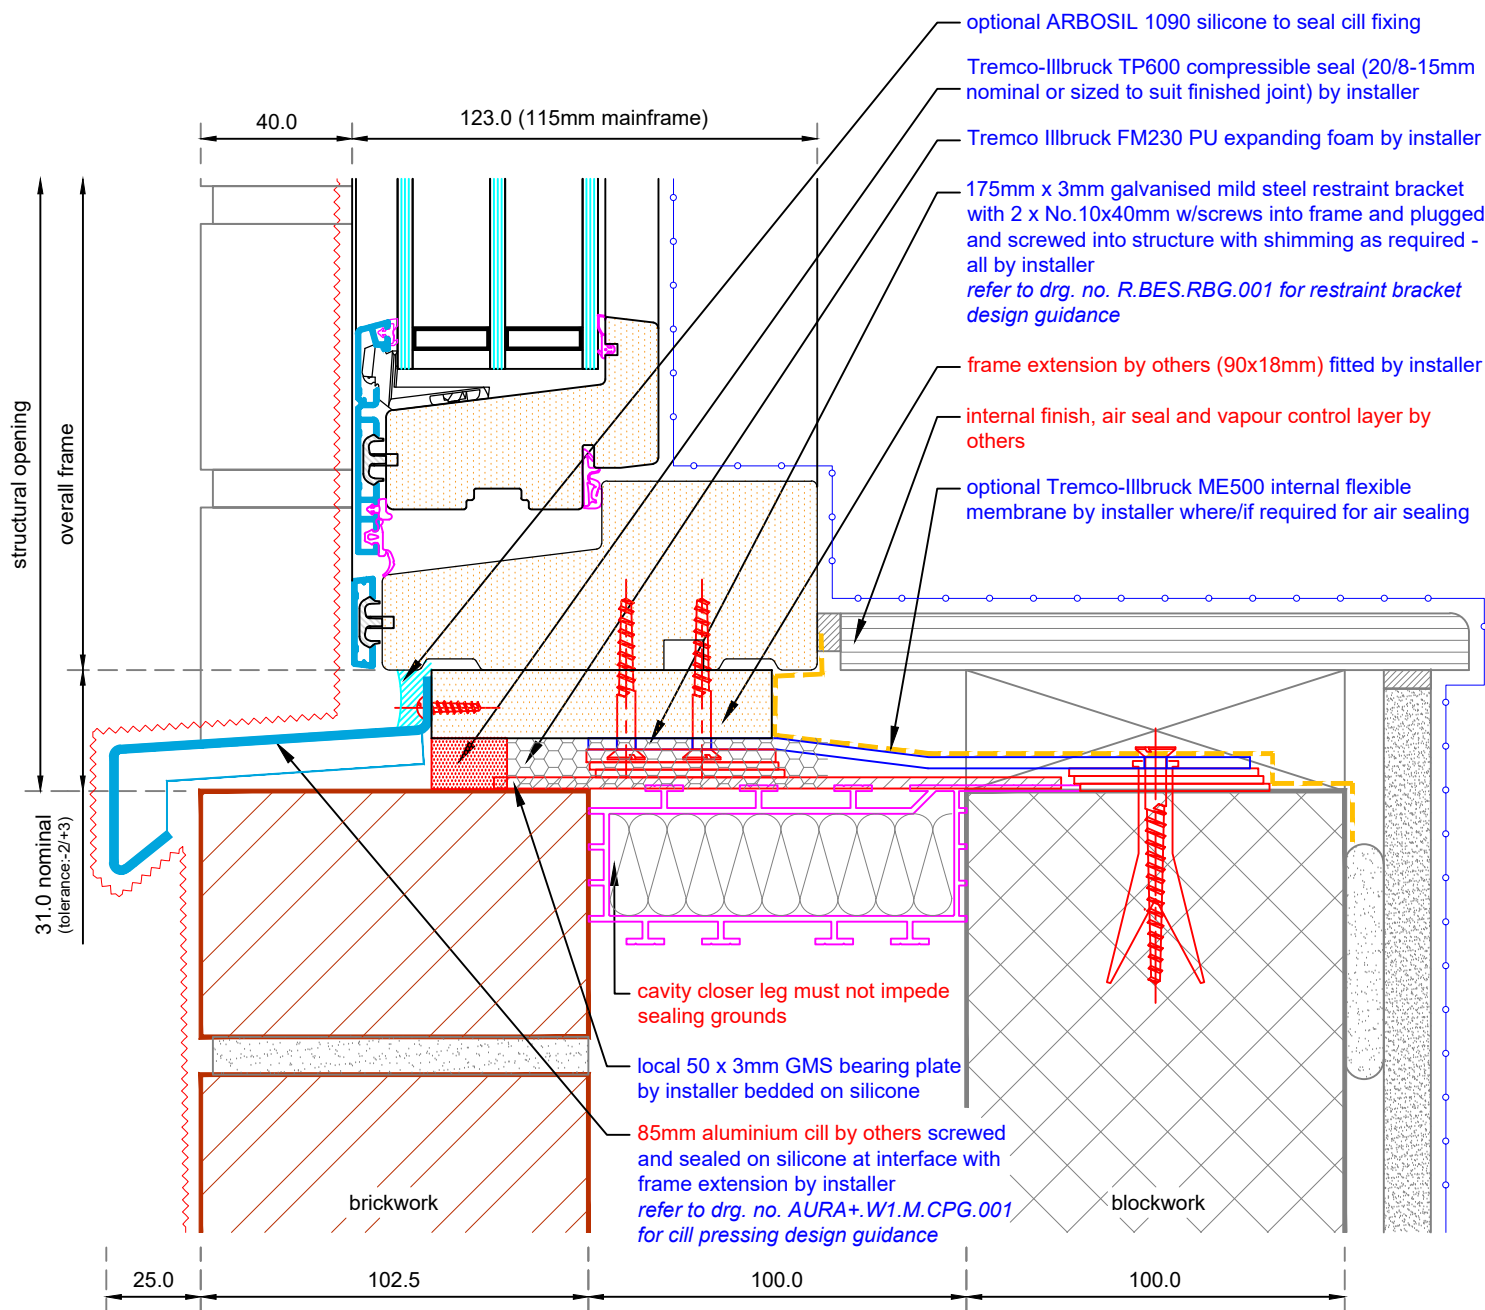 optional ARBOSIL 1090 silicone to seal cill fixing
Tremco-Illbruck TP600 compressible seal (20/8-15mm
nominal or sized to suit finished joint) by installer
Tremco Illbruck FM230 PU expanding foam by installer
175mm x 3mm galvanised mild steel restraint bracket
with 2 x No.10x40mm w/screws into frame and plugged
and screwed into structure with shimming as required -
all by installer
refer to drg. no. R.BES.RBG.001 for restraint bracket
design guidance
frame extension by others (90x18mm) fitted by installer
internal finish, air seal and vapour control layer by
others
optional Tremco-Illbruck ME500 internal flexible
membrane by installer where/if required for air sealing
40.0
123.0 (115mm mainframe)
structural opening
overall frame
31.0 nominal
(tolerance:-2/+3)
cavity closer leg must not impede
sealing grounds
local 50 x 3mm GMS bearing plate
by installer bedded on silicone
85mm aluminium cill by others screwed
and sealed on silicone at interface with
frame extension by installer
refer to drg. no. AURA+.W1.M.CPG.001
for cill pressing design guidance
brickwork
blockwork
25.0
102.5
100.0
100.0